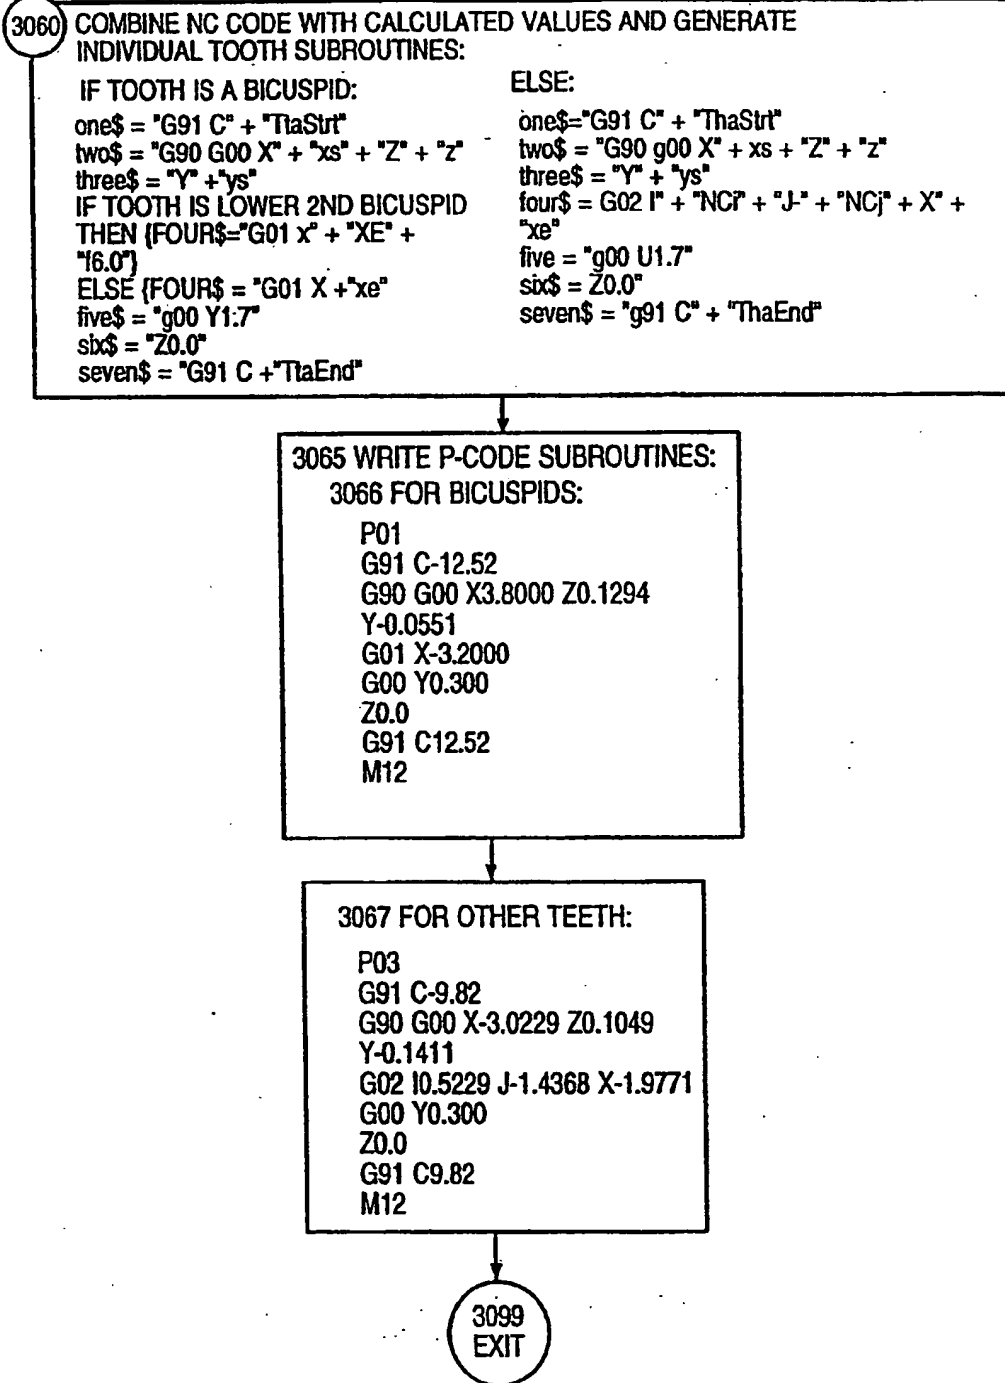 3060 COMBINE NC CODE WITH CALCULATED VALUES AND GENERATE
INDIVIDUAL TOOTH SUBROUTINES:
IF TOOTH IS A BICUSPID:
one$ = "G91 C" + "TtaStrt"
two$ = "G90 G00 X" + "xs" + "Z" + "z"
three$ = "Y" +"ys"
IF TOOTH IS LOWER 2ND BICUSPID
THEN {FOUR$="G01 x" + "XE" +
"f6.0"}
ELSE {FOUR$ = "G01 X +"xe"
five$ = "g00 Y1:7"
six$ = "Z0.0"
seven$ = "G91 C +"TtaEnd"
ELSE:
one$="G91 C" + "ThaStrt"
two$ = "G90 g00 X" + xs + "Z" + "z"
three$ = "Y" + "ys"
four$ = G02 I" + "NCi" + "J-" + "NCj" + X" +
"xe"
five = "g00 U1.7"
six$ = Z0.0"
seven$ = "g91 C" + "ThaEnd"
3065 WRITE P-CODE SUBROUTINES:
3066 FOR BICUSPIDS:
P01
G91 C-12.52
G90 G00 X3.8000 Z0.1294
Y-0.0551
G01 X-3.2000
G00 Y0.300
Z0.0
G91 C12.52
M12
3067 FOR OTHER TEETH:
P03
G91 C-9.82
G90 G00 X-3.0229 Z0.1049
Y-0.1411
G02 I0.5229 J-1.4368 X-1.9771
G00 Y0.300
Z0.0
G91 C9.82
M12
3099
EXIT